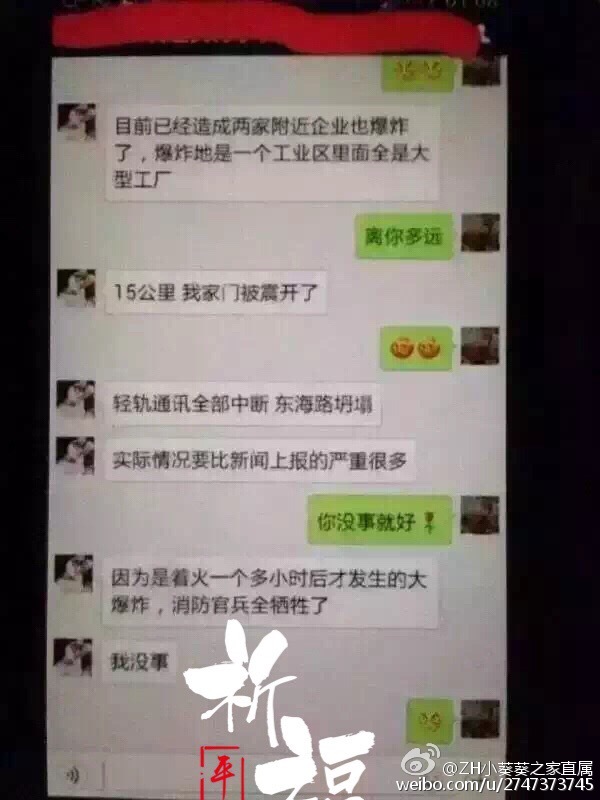 目前已经造成两家附近企业也爆炸
了，爆炸地是一个工业区里面全是大
型工厂
离你多远
15公里 我家门被震开了
轻轨通讯全部中断 东海路坍塌
实际情况要比新闻上报的严重很多
你没事就好
因为是着火一个多小时后才发生的大
爆炸，消防官兵全牺牲了
我没事
祈福
平
@ZH小葵葵之家直属
weibo.com/u/2747373745